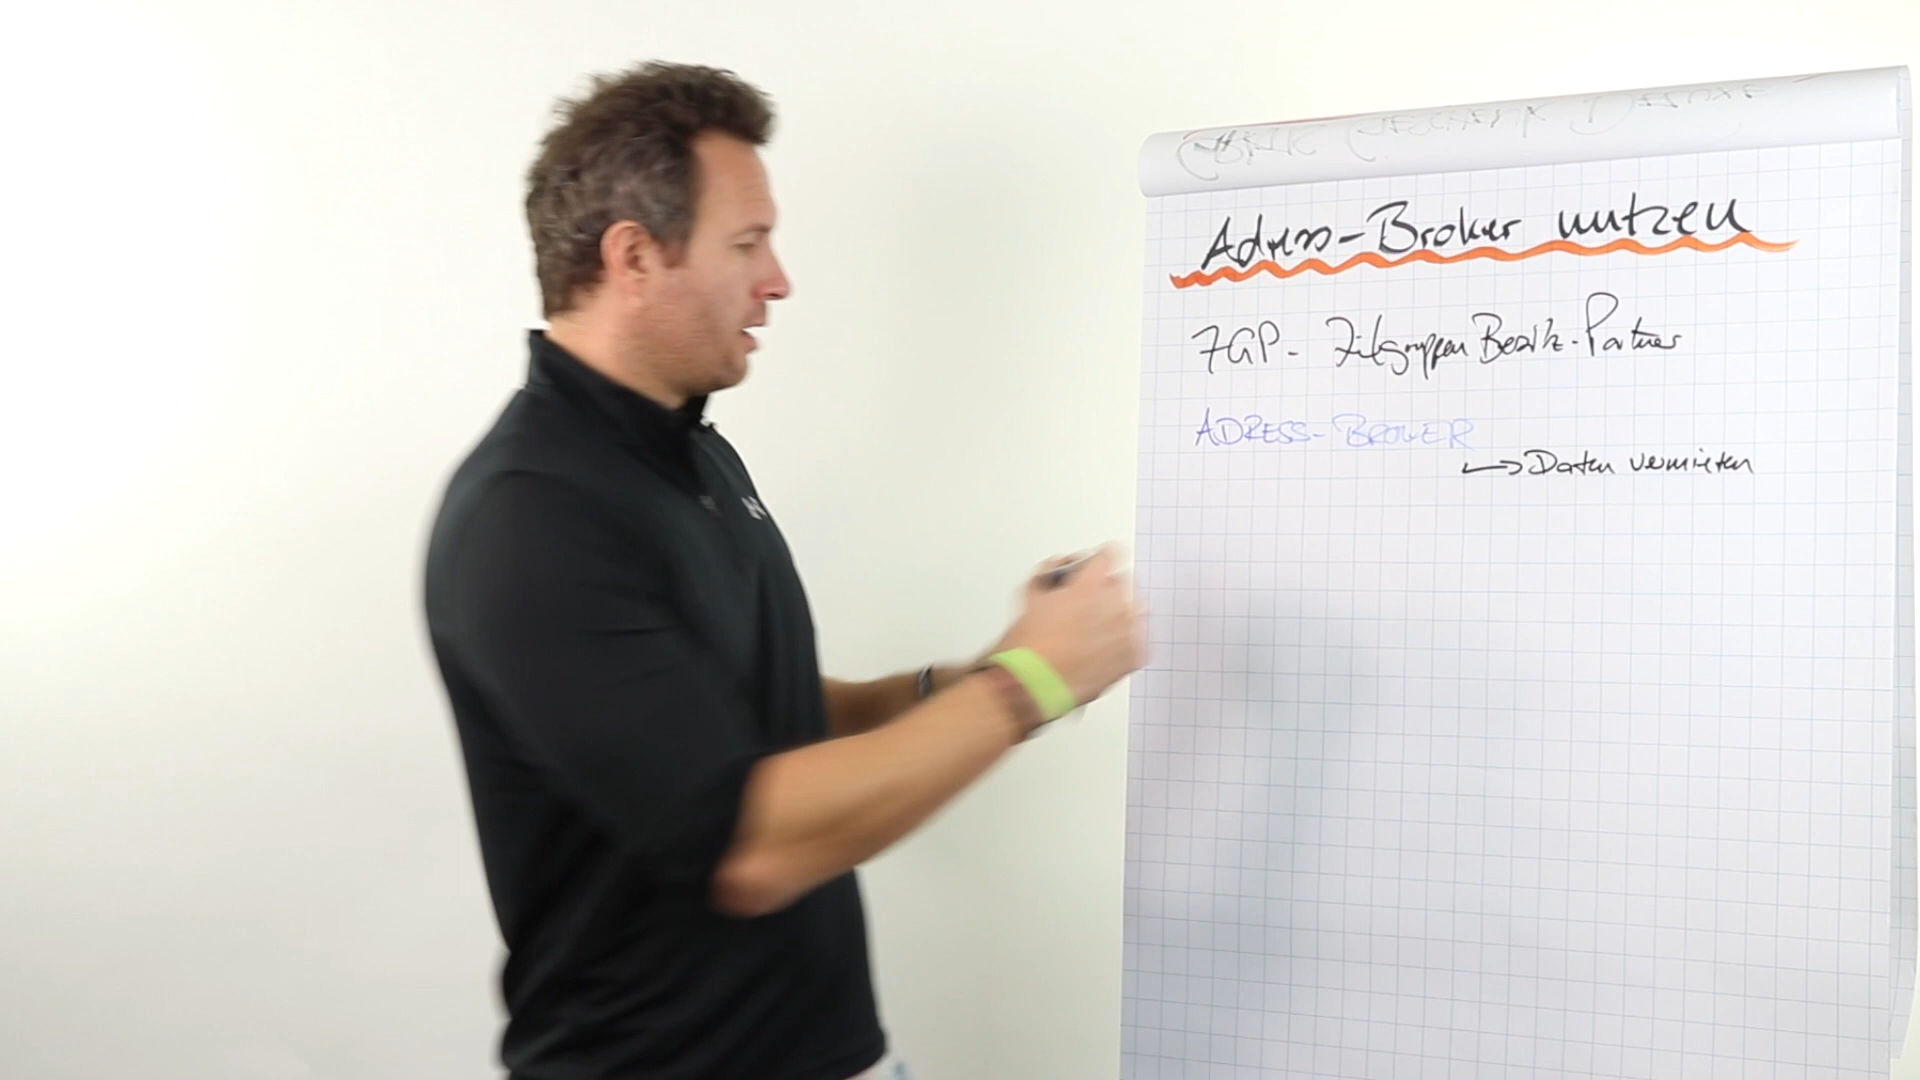 Adress-Broker nutzen
ZGP - Zielgruppen Besitz-Partner
ADRESS-BROKER
→ Daten vermieten